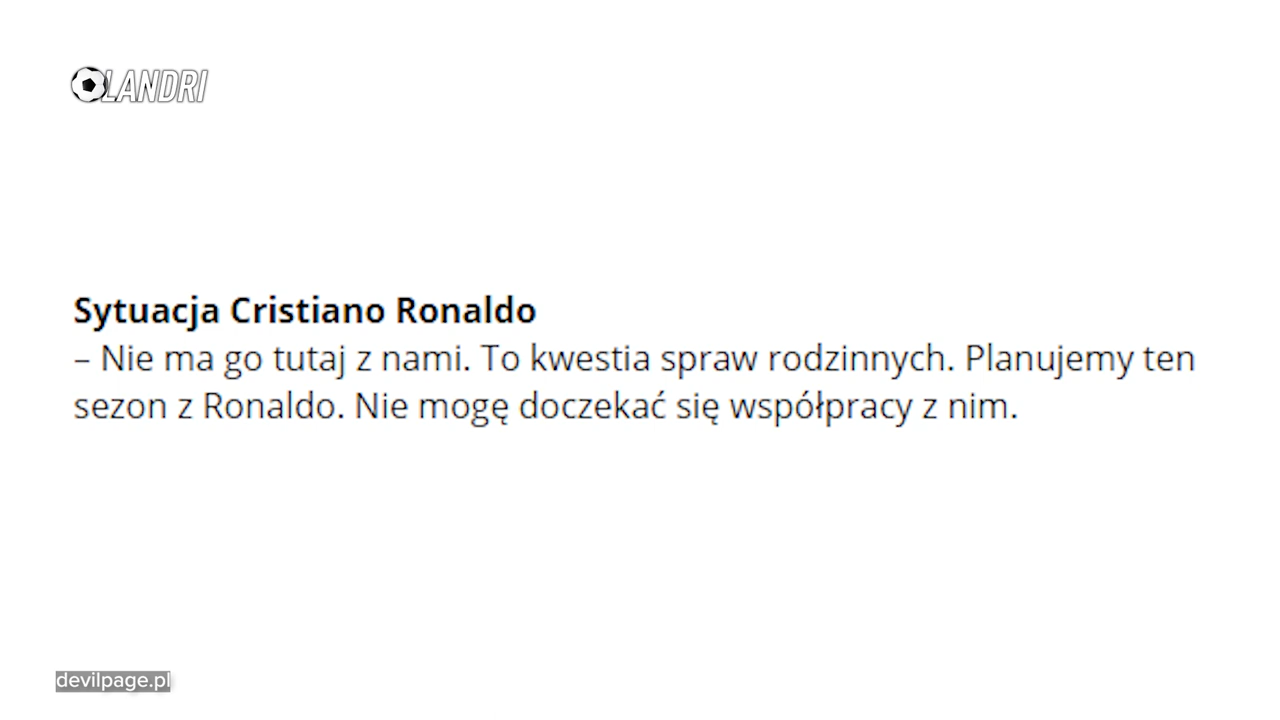 LANDRI
Sytuacja Cristiano Ronaldo
– Nie ma go tutaj z nami. To kwestia spraw rodzinnych. Planujemy ten
sezon z Ronaldo. Nie mogę doczekać się współpracy z nim.
devilpage.pl